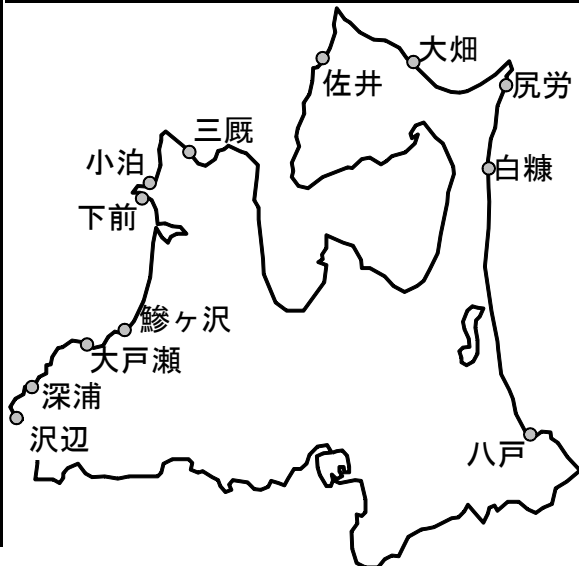 大畑
佐井
尻労
三厩
小泊
白糠
下前
鰺ヶ沢
大戸瀬
深浦
沢辺
八戸